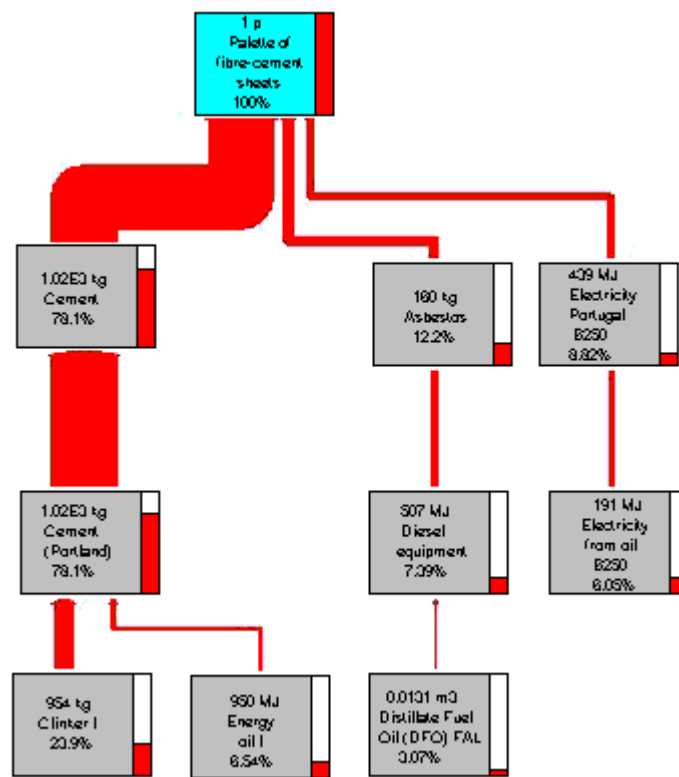 1 p
Palette of
fibre-cement
sheets
100%
1.02E3 kg
Cement
78.1%
160 kg
Asbestos
12.2%
439 MJ
Electricity
Portugal
B250
8.82%
1.02E3 kg
Cement
(Portland)
78.1%
507 MJ
Diesel
equipment
7.39%
191 MJ
Electricity
from oil
B250
6.05%
954 kg
Clinker I
23.9%
950 MJ
Energy
oil I
6.54%
0.0131 m3
Distillate Fuel
Oil (DFO) FAL
3.07%